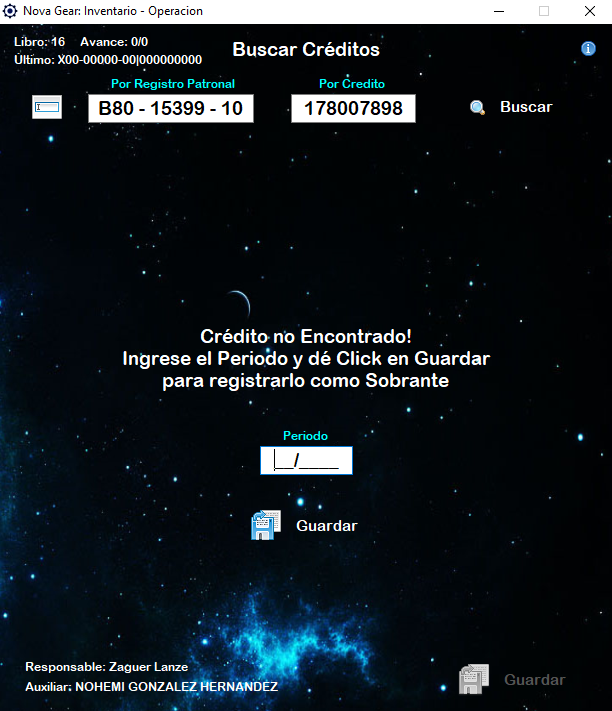 Nova Gear: Inventario - Operacion
Libro: 16 Avance: 0/0
Último: X00-00000-00|000000000
Buscar Créditos
Por Registro Patronal
Por Credito
B80 - 15399 - 10
178007898
Buscar
Crédito no Encontrado!
Ingrese el Periodo y dé Click en Guardar
para registrarlo como Sobrante
Periodo
__/____
Guardar
Responsable: Zaguer Lanze
Auxiliar: NOHEMI GONZALEZ HERNANDEZ
Guardar